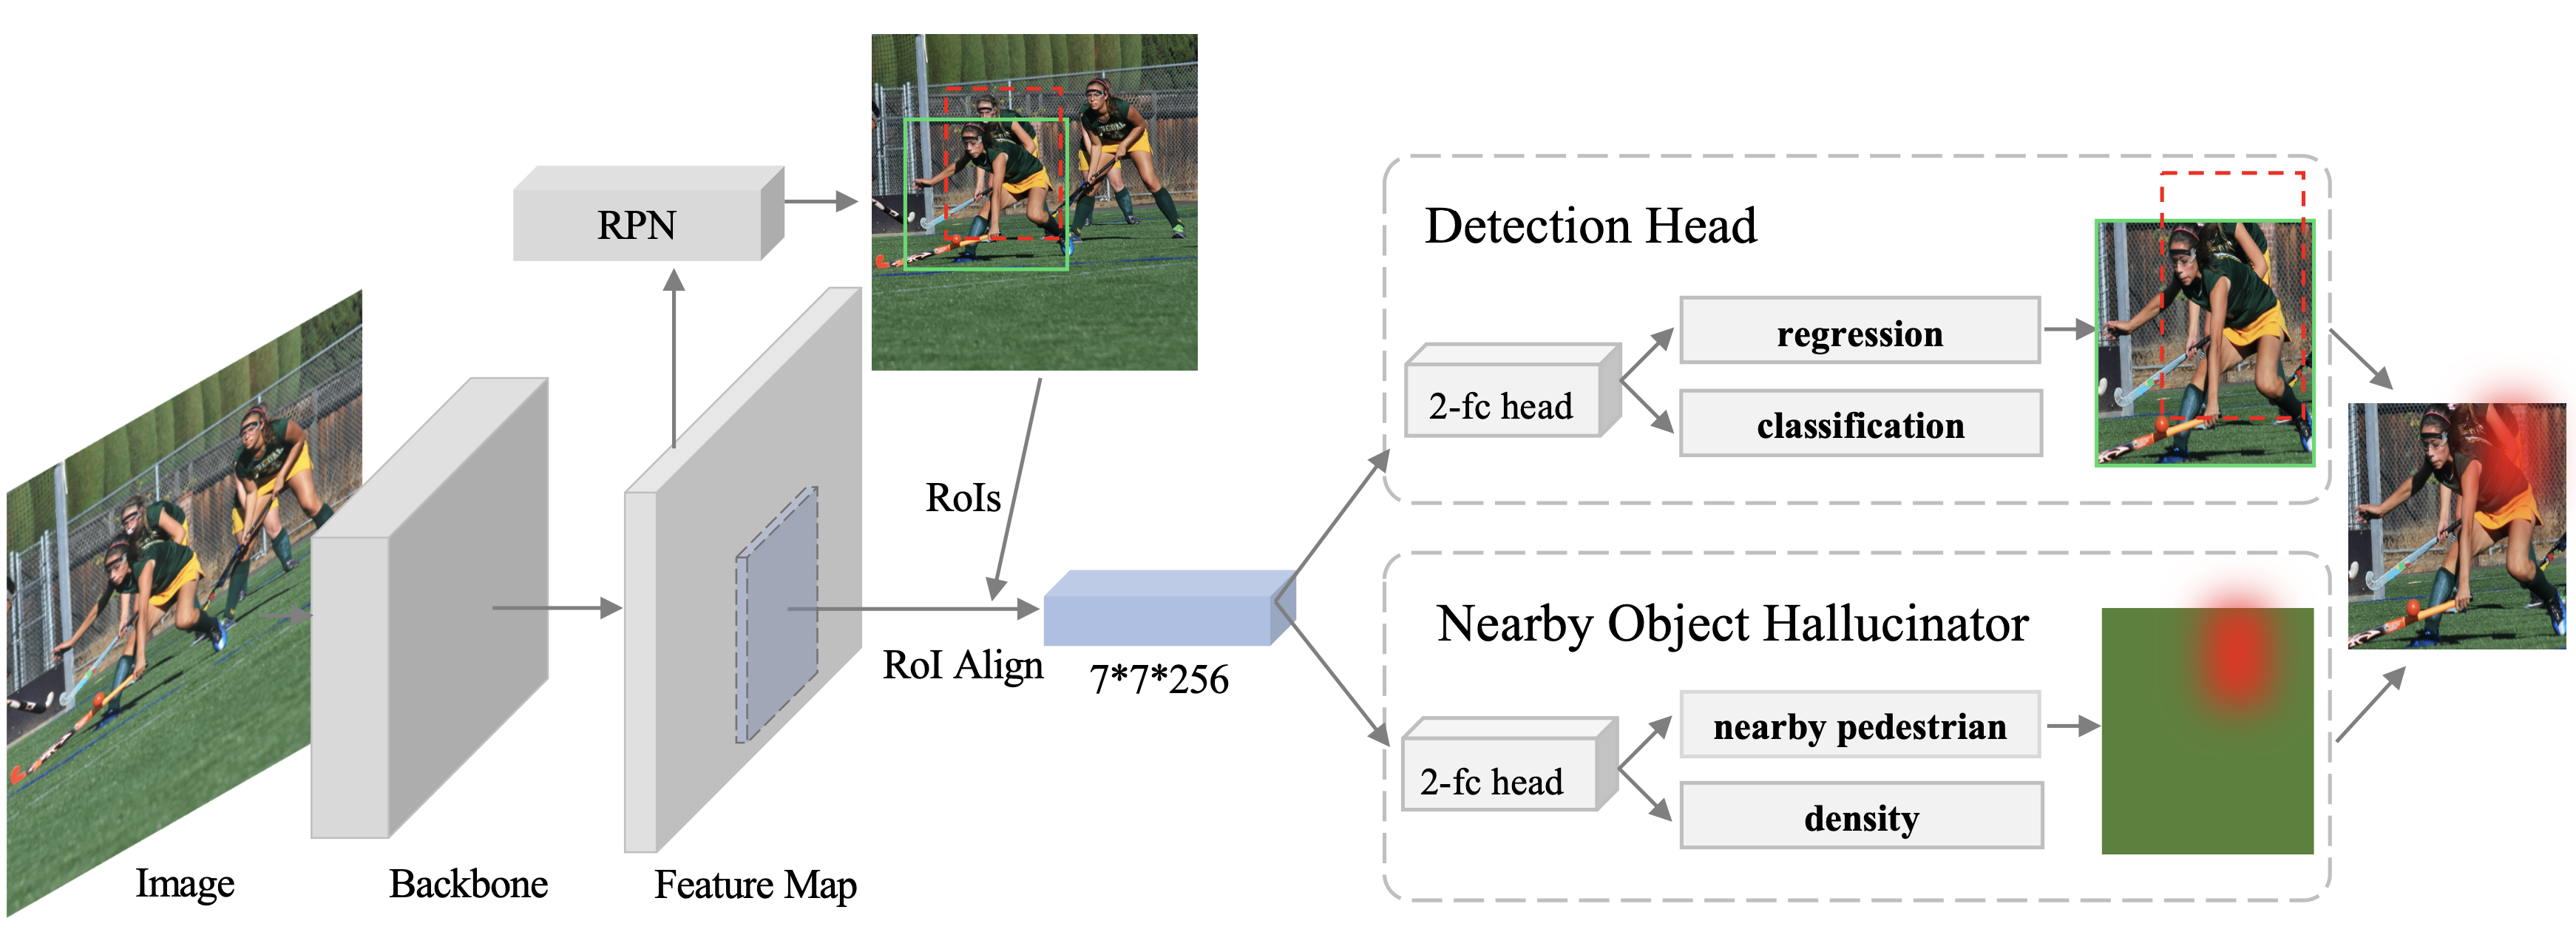 RPN
Detection Head
regression
2-fc head
classification
RoIs
RoI Align
7*7*256
Nearby Object Hallucinator
nearby pedestrian
2-fc head
density
Image
Backbone
Feature Map